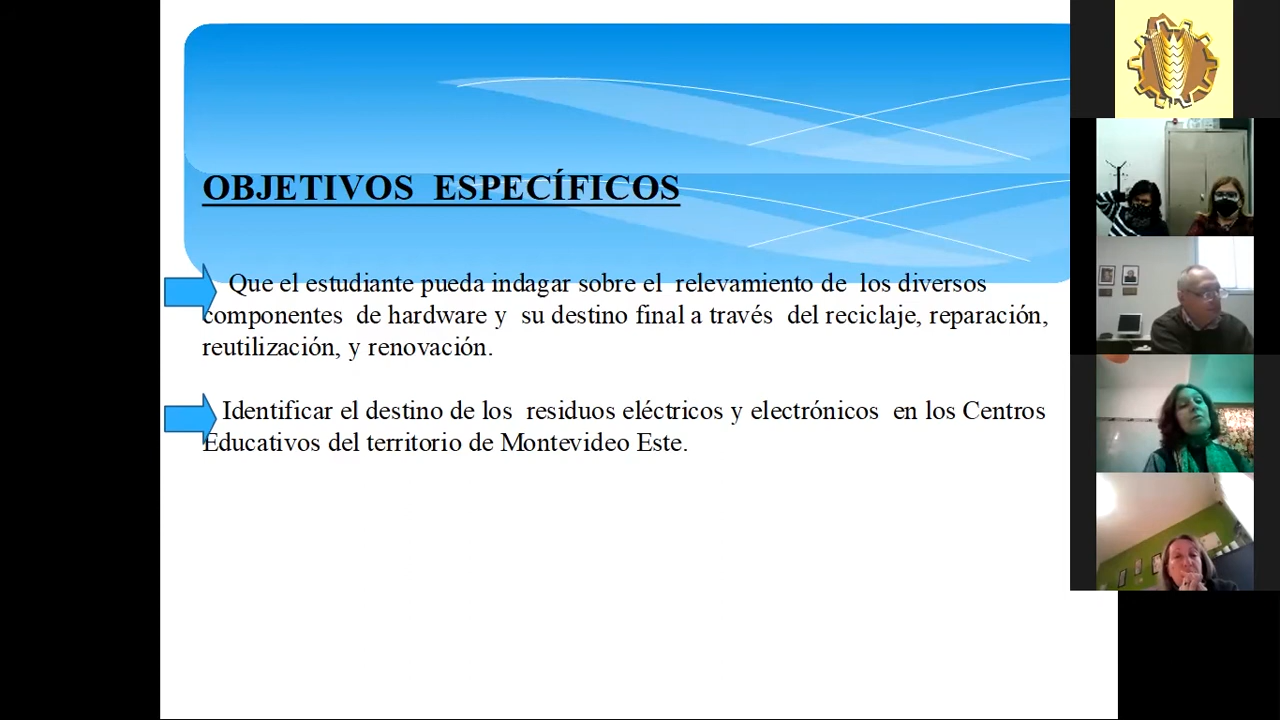 OBJETIVOS ESPECÍFICOS
Que el estudiante pueda indagar sobre el relevamiento de los diversos
componentes de hardware y su destino final a través del reciclaje, reparación,
reutilización, y renovación.
Identificar el destino de los residuos eléctricos y electrónicos en los Centros
Educativos del territorio de Montevideo Este.